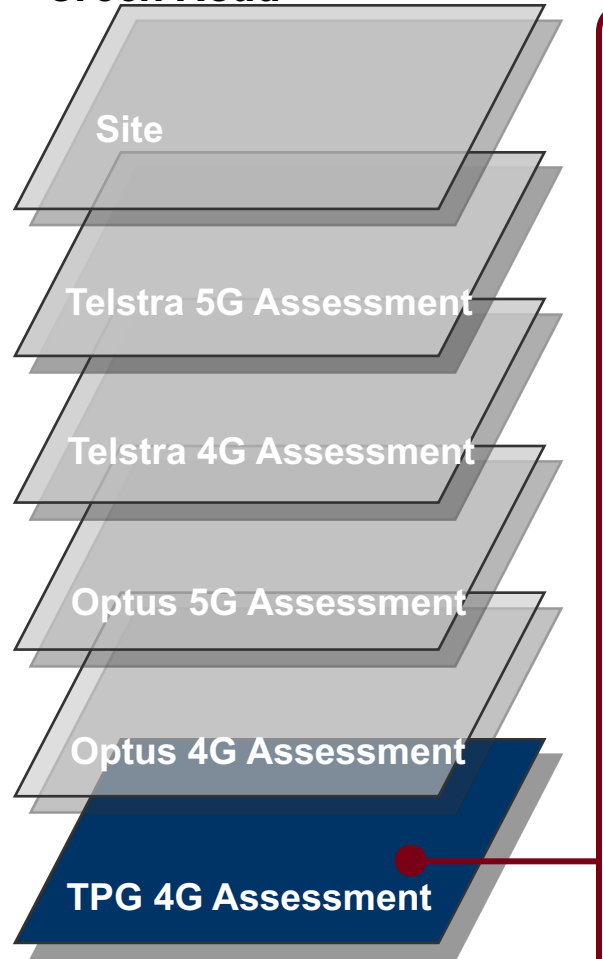 Site
Telstra 5G Assessment
Telstra 4G Assessment
Optus 5G Assessment
Optus 4G Assessment
TPG 4G Assessment